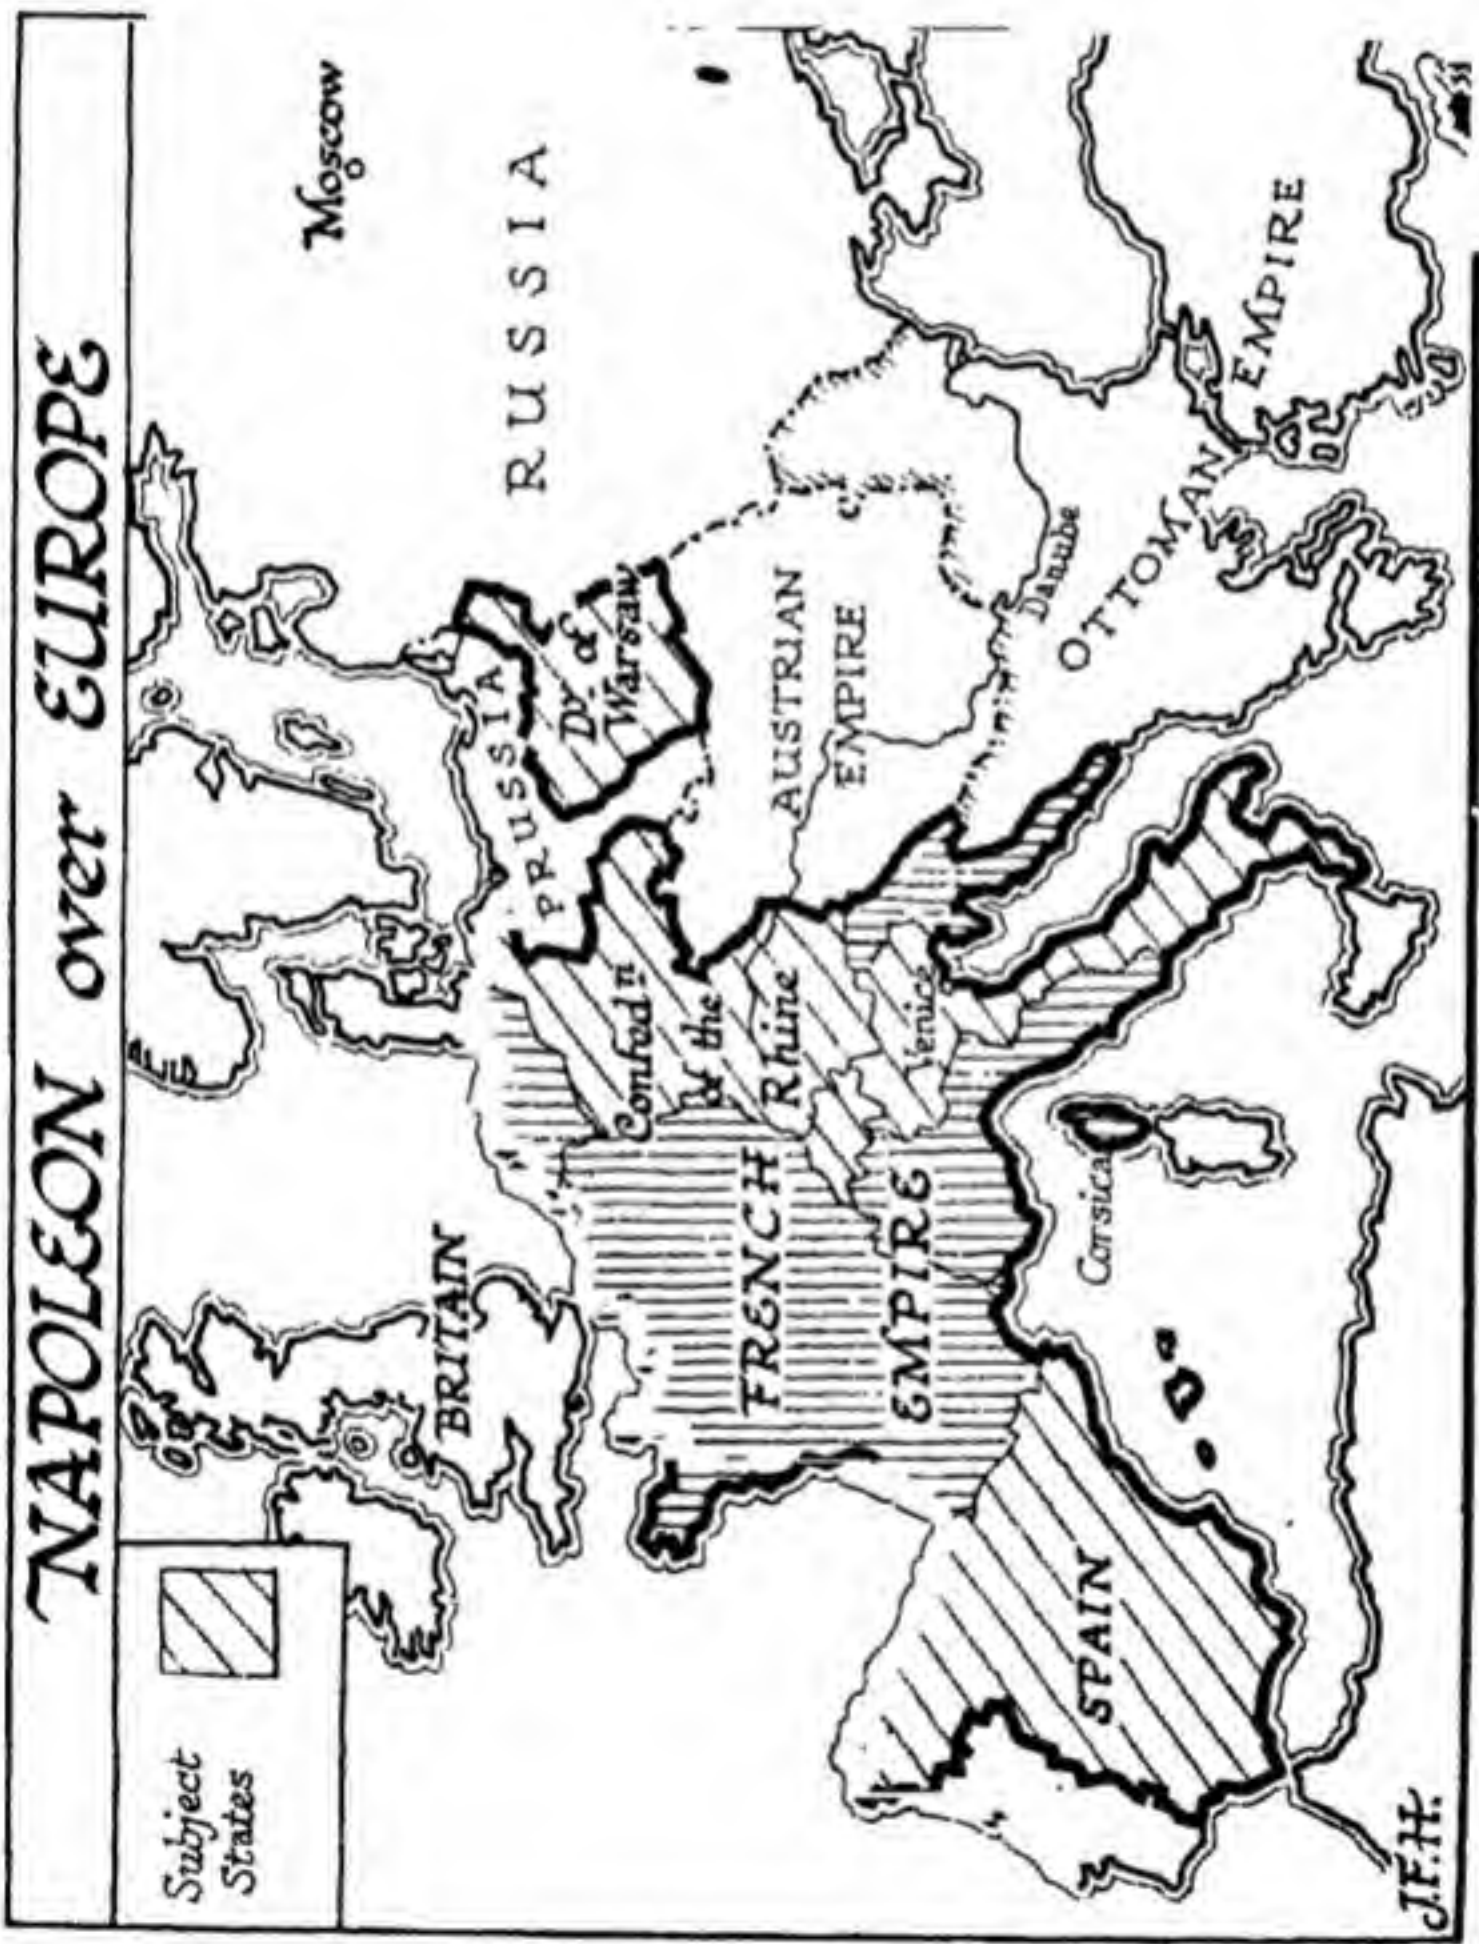 NAPOLEON over EUROPE
Subject
States
Moscow
RUSSIA
BRITAIN
PRUSSIA
Dy of
Warsaw
Confedn
of the
Rhine
AUSTRIAN
EMPIRE
FRENCH
EMPIRE
Venice
Danube
OTTOMAN EMPIRE
Corsica
SPAIN
J.F.H.